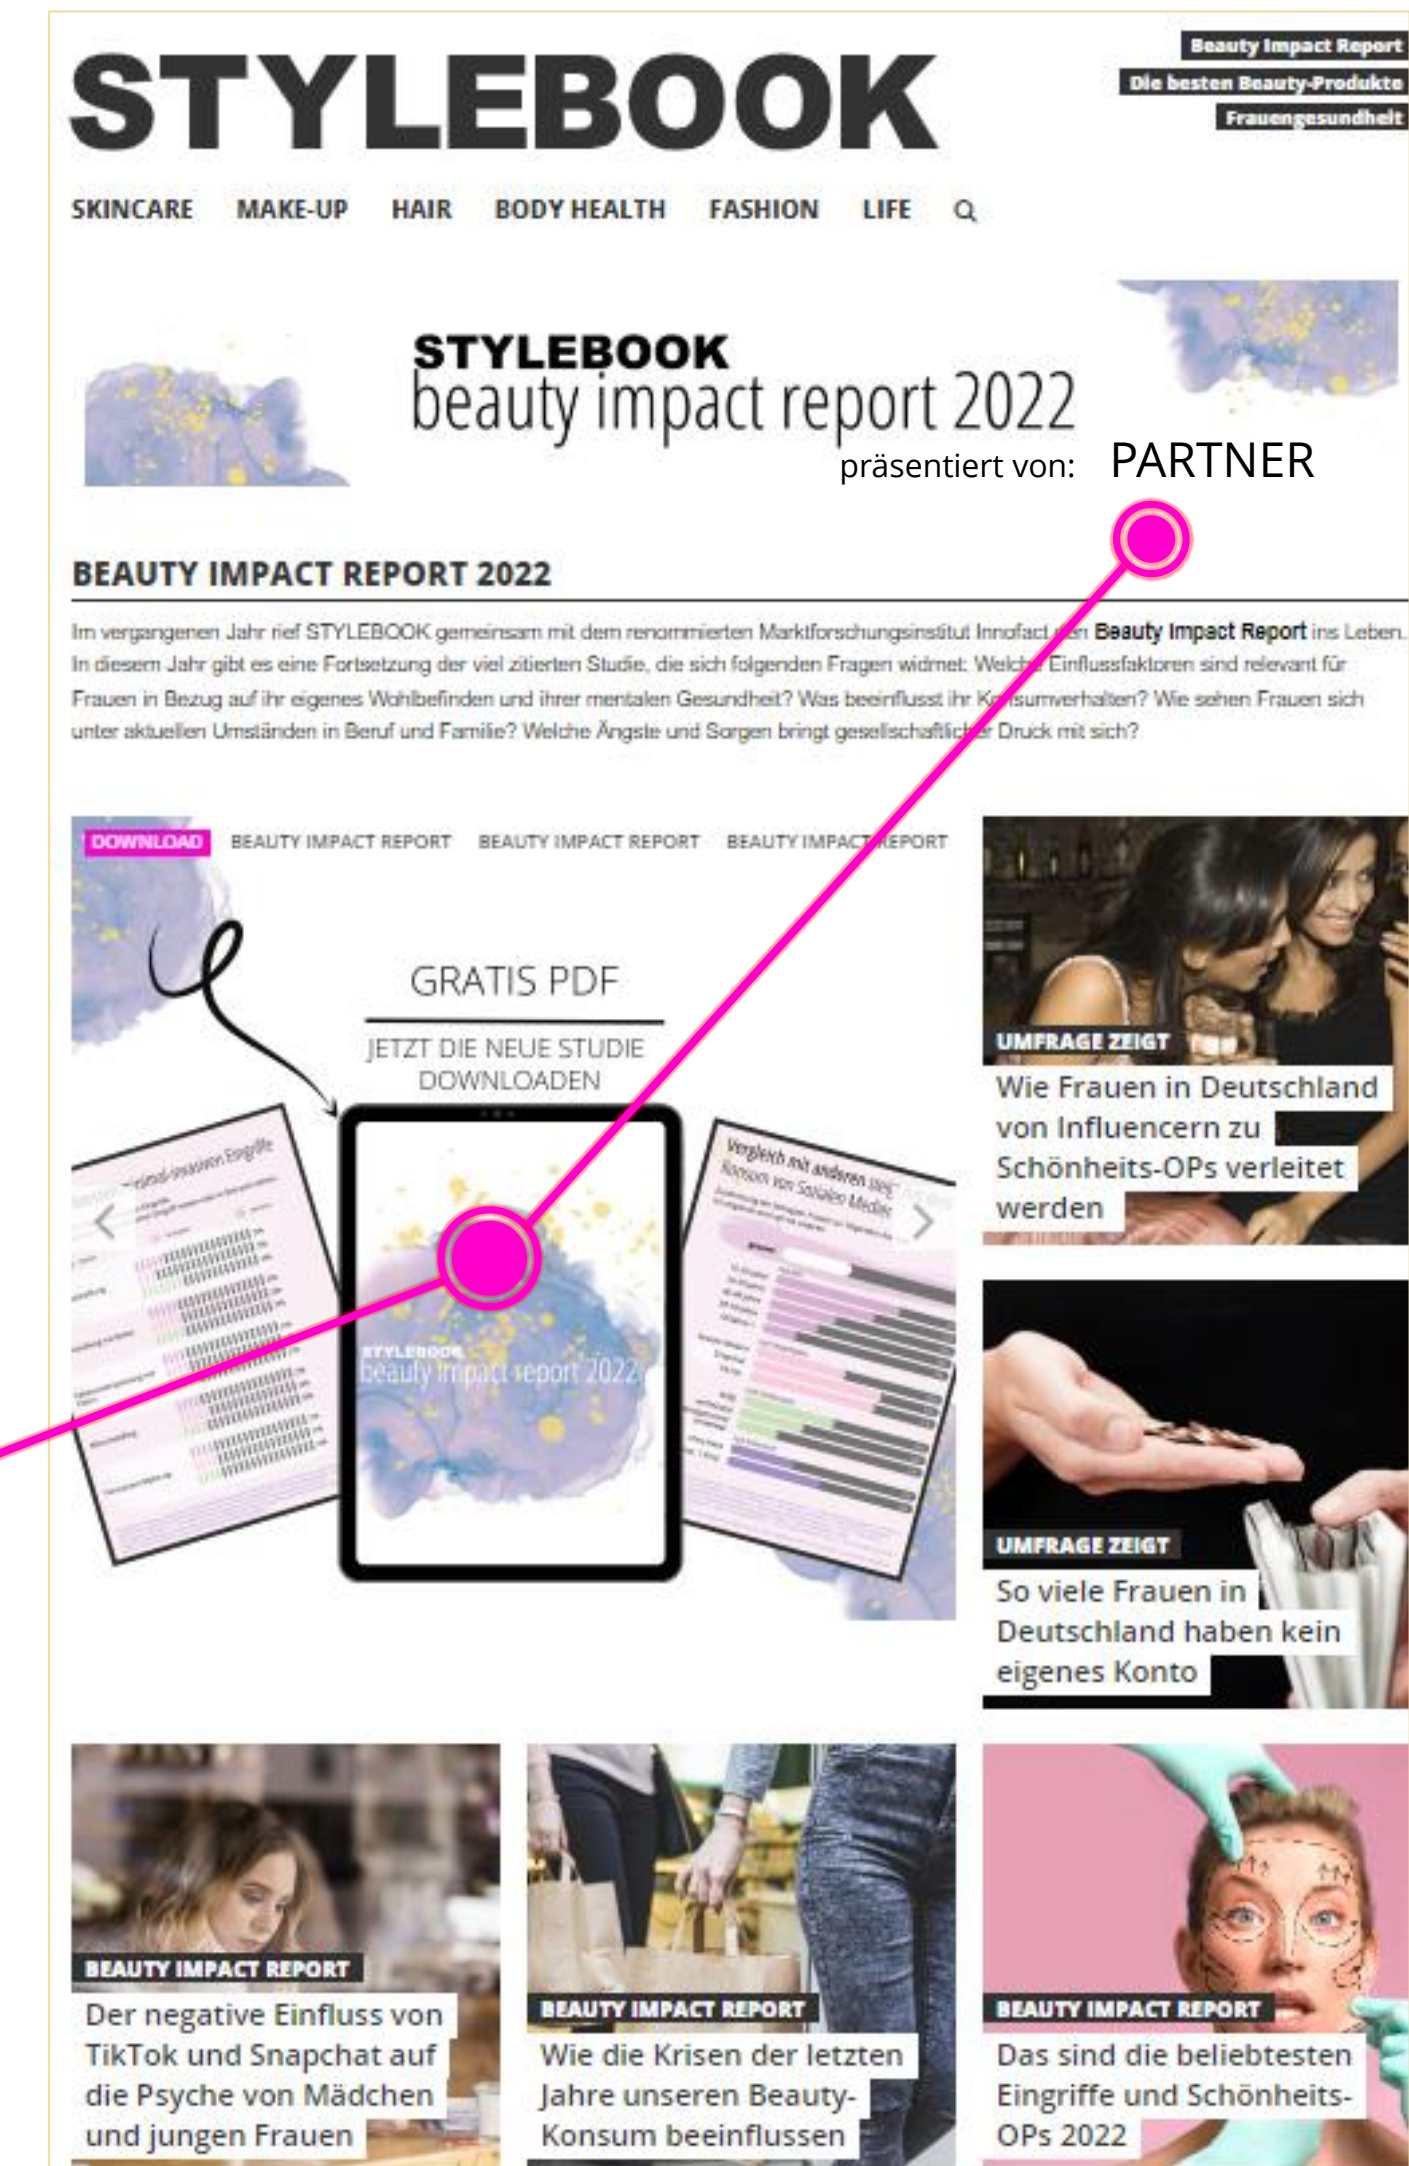 STYLEBOOK
Beauty Impact Report
Die besten Beauty-Produkte
Frauengesundheit
SKINCARE MAKE-UP HAIR BODY HEALTH FASHION LIFE
STYLEBOOK
beauty impact report 2022
präsentiert von: PARTNER
BEAUTY IMPACT REPORT 2022
Im vergangenen Jahr rief STYLEBOOK gemeinsam mit dem renommierten Marktforschungsinstitut Innofact den Beauty Impact Report ins Leben.
In diesem Jahr gibt es eine Fortsetzung der viel zitierten Studie, die sich folgenden Fragen widmet: Welche Einflussfaktoren sind relevant für
Frauen in Bezug auf ihr eigenes Wohlbefinden und ihrer mentalen Gesundheit? Was beeinflusst ihr Konsumverhalten? Wie sehen Frauen sich
unter aktuellen Umständen in Beruf und Familie? Welche Ängste und Sorgen bringt gesellschaftlicher Druck mit sich?
DOWNLOAD BEAUTY IMPACT REPORT BEAUTY IMPACT REPORT BEAUTY IMPACT REPORT
GRATIS PDF
JETZT DIE NEUE STUDIE
DOWNLOADEN
Eingriffe
Vergleich mit anderen
Konsum von Sozialen Medien
STYLEBOOK
beauty impact report 2022
UMFRAGE ZEIGT
Wie Frauen in Deutschland
von Influencern zu
Schönheits-OPs verleitet
werden
UMFRAGE ZEIGT
So viele Frauen in
Deutschland haben kein
eigenes Konto
BEAUTY IMPACT REPORT
Der negative Einfluss von
TikTok und Snapchat auf
die Psyche von Mädchen
und jungen Frauen
BEAUTY IMPACT REPORT
Wie die Krisen der letzten
Jahre unseren Beauty-
Konsum beeinflussen
BEAUTY IMPACT REPORT
Das sind die beliebtesten
Eingriffe und Schönheits-
OPs 2022